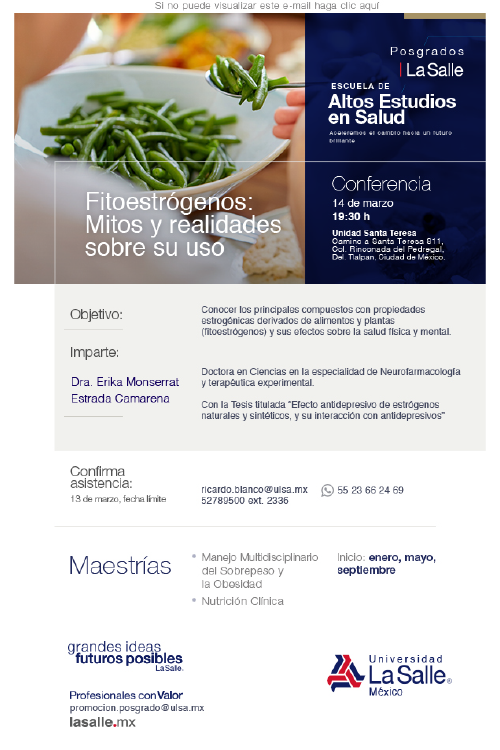 Si no puede visualizar este e-mail haga clic aquí
Posgrados
LaSalle
ESCUELA DE
Altos Estudios
en Salud
Aceleremos el cambio hacia un futuro
brillante
Conferencia
14 de marzo
19:30 h
Unidad Santa Teresa
Camino a Santa Teresa 811,
Col. Rinconada del Pedregal,
Del. Tlalpan, Ciudad de México.
Fitoestrógenos:
Mitos y realidades
sobre su uso
Objetivo:
Conocer los principales compuestos con propiedades
estrogénicas derivados de alimentos y plantas
(fitoestrógenos) y sus efectos sobre la salud física y mental.
Imparte:
Dra. Erika Monserrat
Estrada Camarena
Doctora en Ciencias en la especialidad de Neurofarmacología
y terapéutica experimental.
Con la Tesis titulada “Efecto antidepresivo de estrógenos
naturales y sintéticos, y su interacción con antidepresivos”
Confirma
asistencia:
13 de marzo, fecha límite
ricardo.blanco@ulsa.mx
52789500 ext. 2336
55 23 66 24 69
Maestrías
• Manejo Multidisciplinario
del Sobrepeso y
la Obesidad
• Nutrición Clínica
Inicio: enero, mayo,
septiembre
grandes ideas
futuros posibles
LaSalle.
Profesionales con Valor
promocion.posgrado@ulsa.mx
lasalle.mx
Universidad
LaSalle®
México